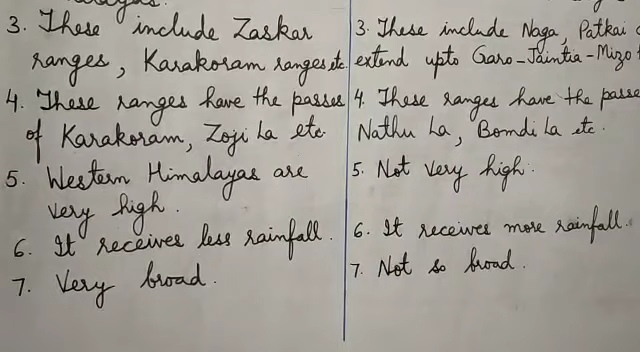 3. These include Zaskar
ranges, Karakoram ranges etc.
4. These ranges have the passes
of Karakoram, Zoji La etc.
5. Western Himalayas are
very high.
6. It receives less rainfall.
7. Very broad.
3. These include Naga, Patkai
extend upto Garo-Jaintia-Mizo
4. These ranges have the passe
Nathu La, Bomdi La etc.
5. Not very high.
6. It receives more rainfall.
7. Not so broad.